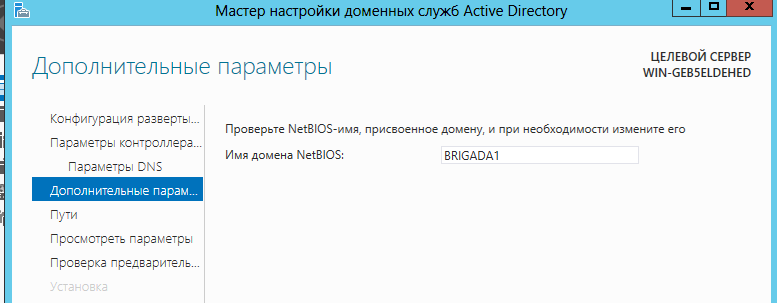 Мастер настройки доменных служб Active Directory
Дополнительные параметры
ЦЕЛЕВОЙ СЕРВЕР
WIN-GEB5ELDEHED
Конфигурация разверты...
Параметры контроллера...
Параметры DNS
Дополнительные парам...
Пути
Просмотреть параметры
Проверка предваритель...
Установка
Проверьте NetBIOS-имя, присвоенное домену, и при необходимости измените его
Имя домена NetBIOS:
BRIGADA1